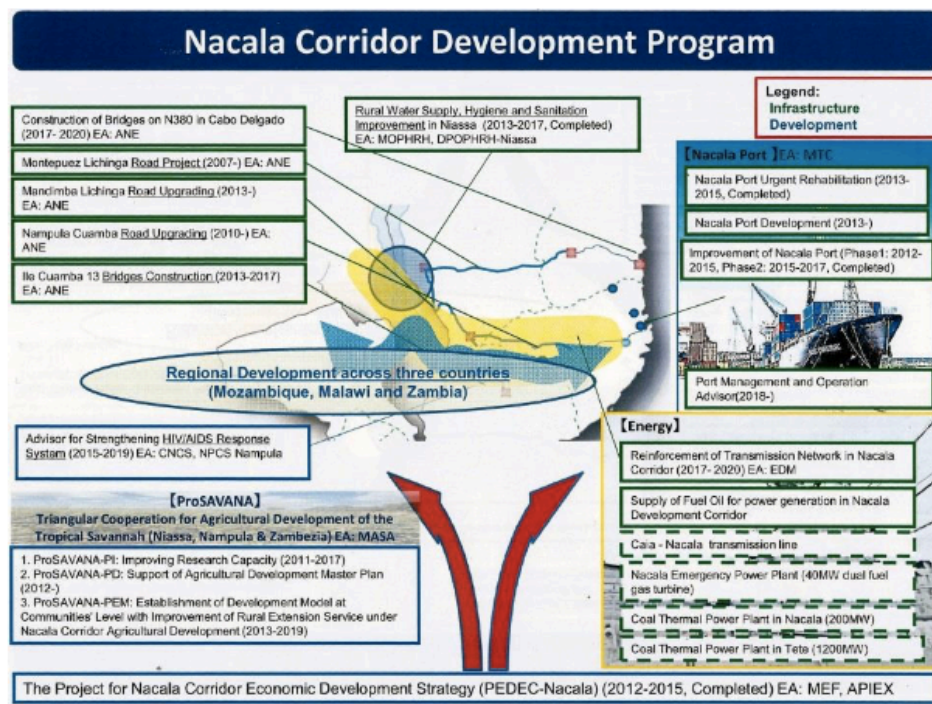 Nacala Corridor Development Program
Construction of Bridges on N380 in Cabo Delgado
(2017- 2020) EA: ANE
Montepuez Lichinga Road Project (2007-) EA: ANE
Mandimba Lichinga Road Upgrading (2013-)
EA: ANE
Nampula Cuamba Road Upgrading (2010-) EA:
ANE
Ile Cuamba 13 Bridges Construction (2013-2017)
EA: ANE
Rural Water Supply, Hygiene and Sanitation
Improvement in Niassa (2013-2017, Completed)
EA: MOPHRH, DPOPHRH-Niassa
Legend:
Infrastructure
Development
【Nacala Port】EA: MTC
Nacala Port Urgent Rehabilitation (2013-
2015, Completed)
Nacala Port Development (2013-)
Improvement of Nacala Port (Phase1: 2012-
2015, Phase2: 2015-2017, Completed)
Port Management and Operation
Advisor(2018-)
Regional Development across three countries
(Mozambique, Malawi and Zambia)
Advisor for Strengthening HIV/AIDS Response
System (2015-2019) EA: CNCS, NPCS Nampula
【ProSAVANA】
Triangular Cooperation for Agricultural Development of the
Tropical Savannah (Niassa, Nampula & Zambezia) EA: MASA
1. ProSAVANA-PI: Improving Research Capacity (2011-2017)
2. ProSAVANA-PD: Support of Agricultural Development Master Plan
(2012-)
3. ProSAVANA-PEM: Establishment of Development Model at
Communities' Level with Improvement of Rural Extension Service under
Nacala Corridor Agricultural Development (2013-2019)
【Energy】
Reinforcement of Transmission Network in Nacala
Corridor (2017- 2020) EA: EDM
Supply of Fuel Oil for power generation in Nacala
Development Corridor
Caia - Nacala transmission line
Nacala Emergency Power Plant (40MW dual fuel
gas turbine)
Coal Thermal Power Plant in Nacala (200MW)
Coal Thermal Power Plant in Tete (1200MW)
The Project for Nacala Corridor Economic Development Strategy (PEDEC-Nacala) (2012-2015, Completed) EA: MEF, APIEX